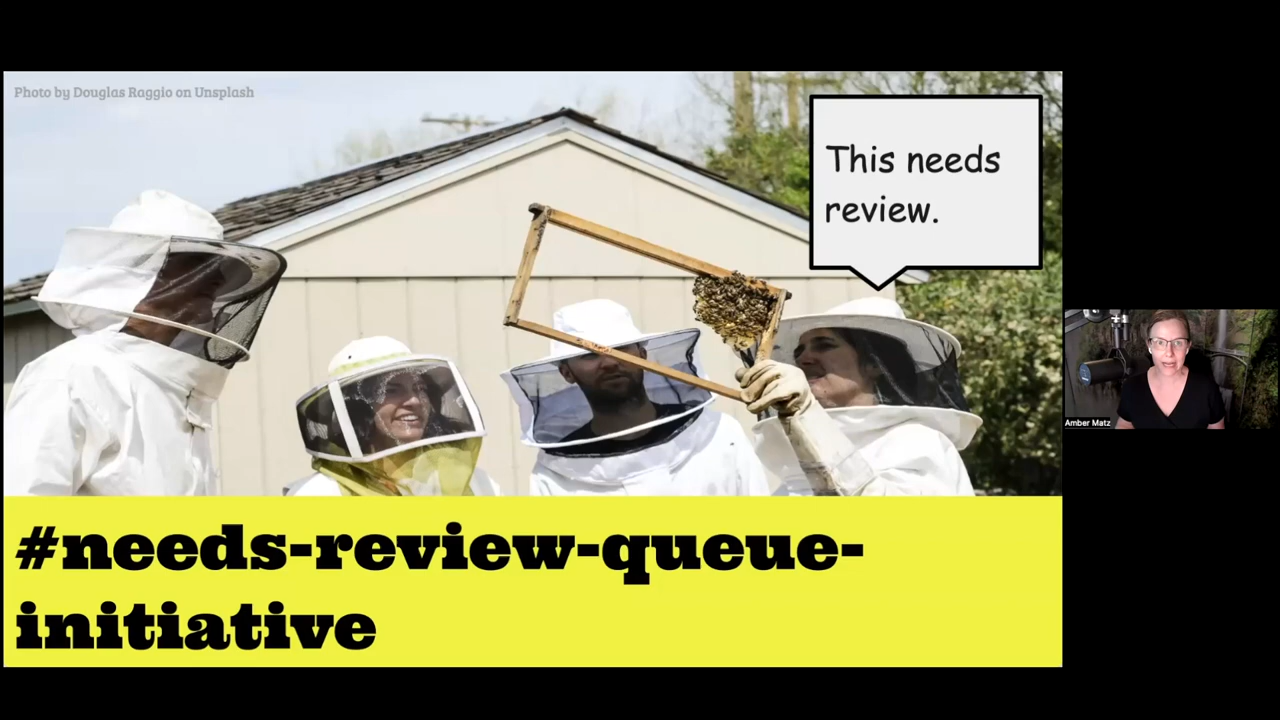 Photo by Douglas Raggio on Unsplash
This needs
review.
#needs-review-queue-
initiative
Amber Matz